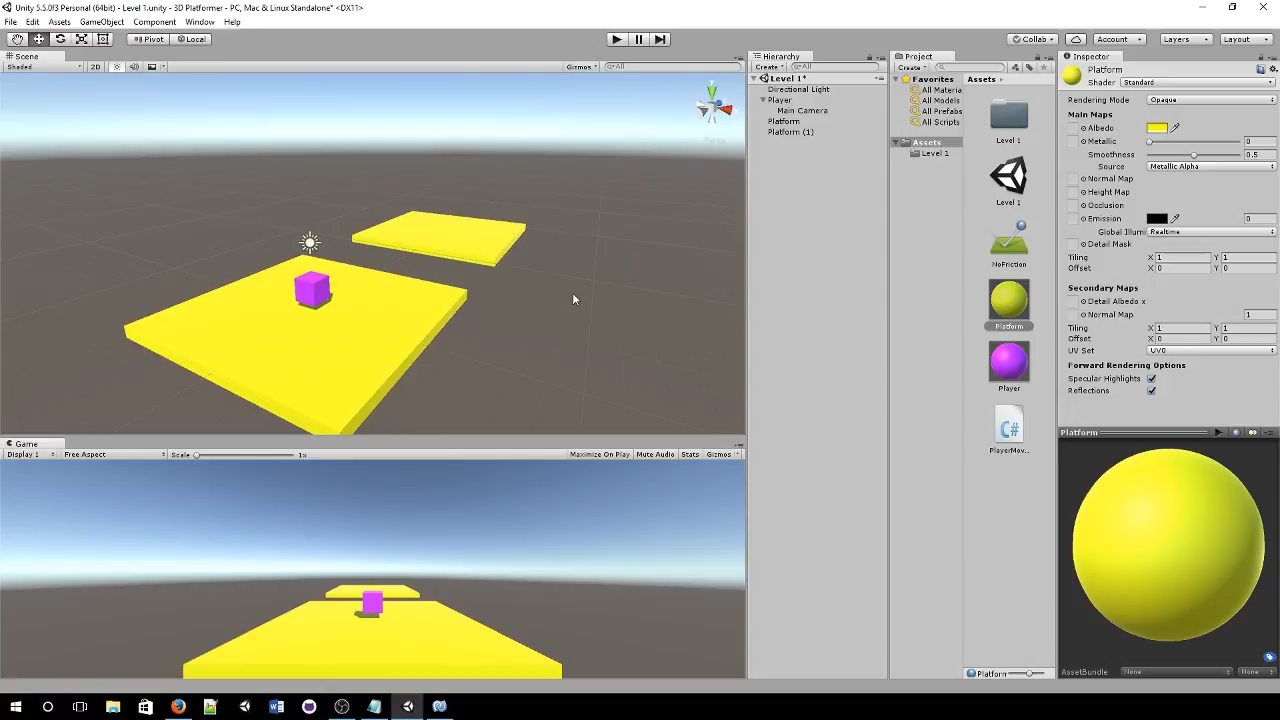 Unity 5.5.0f3 Personal (64bit) - Level 1.unity - 3D Platformer - PC, Mac & Linux Standalone* <DX11>
File Edit Assets GameObject Component Window Help
Pivot Local Collab Account Layers Layout
Scene
Shaded 2D Gizmos All
Persp
Game
Display 1 Free Aspect Scale 1x Maximize On Play Mute Audio Stats Gizmos
Hierarchy
Create All
Level 1*
Directional Light
Player
Main Camera
Platform
Platform (1)
Project
Create
Favorites
All Materia
All Models
All Prefabs
All Scripts
Assets
Level 1
Assets
Level 1
Level 1
NoFriction
Platform
Player
C#
PlayerMov...
Platform
Inspector
Platform
Shader Standard
Rendering Mode Opaque
Main Maps
Albedo
Metallic 0
Smoothness 0.5
Source Metallic Alpha
Normal Map
Height Map
Occlusion
Emission 0
Global Illumi Realtime
Detail Mask
Tiling X 1 Y 1
Offset X 0 Y 0
Secondary Maps
Detail Albedo x
Normal Map 1
Tiling X 1 Y 1
Offset X 0 Y 0
UV Set UV0
Forward Rendering Options
Specular Highlights
Reflections
Platform
AssetBundle None None